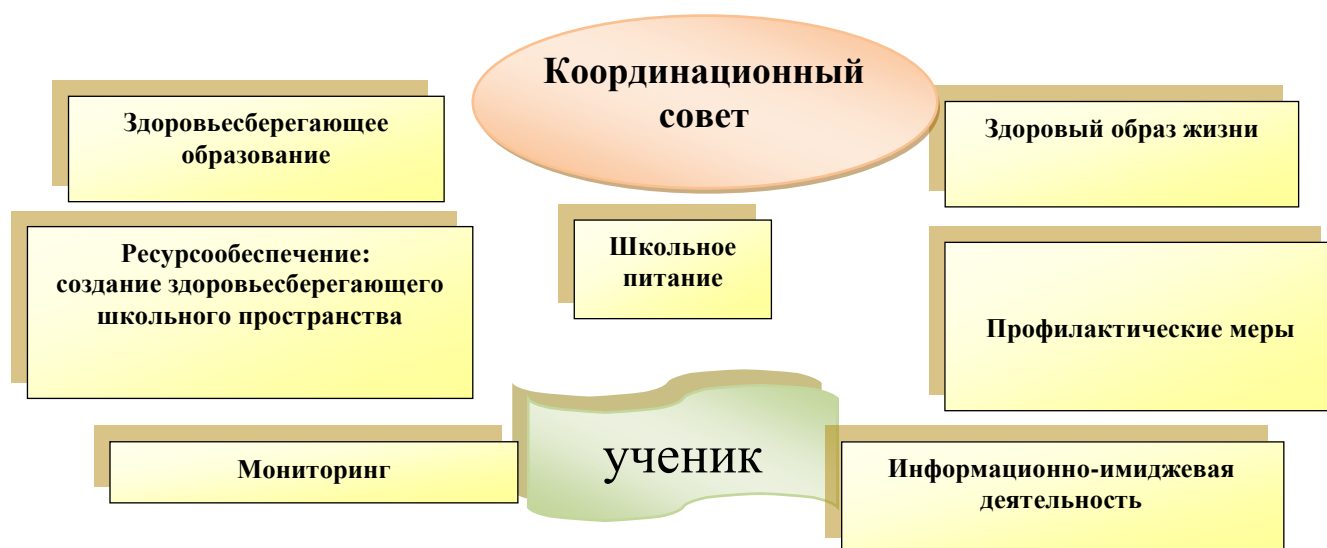 Координационный
совет
Здоровьесберегающее
образование
Здоровый образ жизни
Ресурсообеспечение:
создание здоровьесберегающего
школьного пространства
Школьное
питание
Профилактические меры
Мониторинг
ученик
Информационно-имиджевая
деятельность